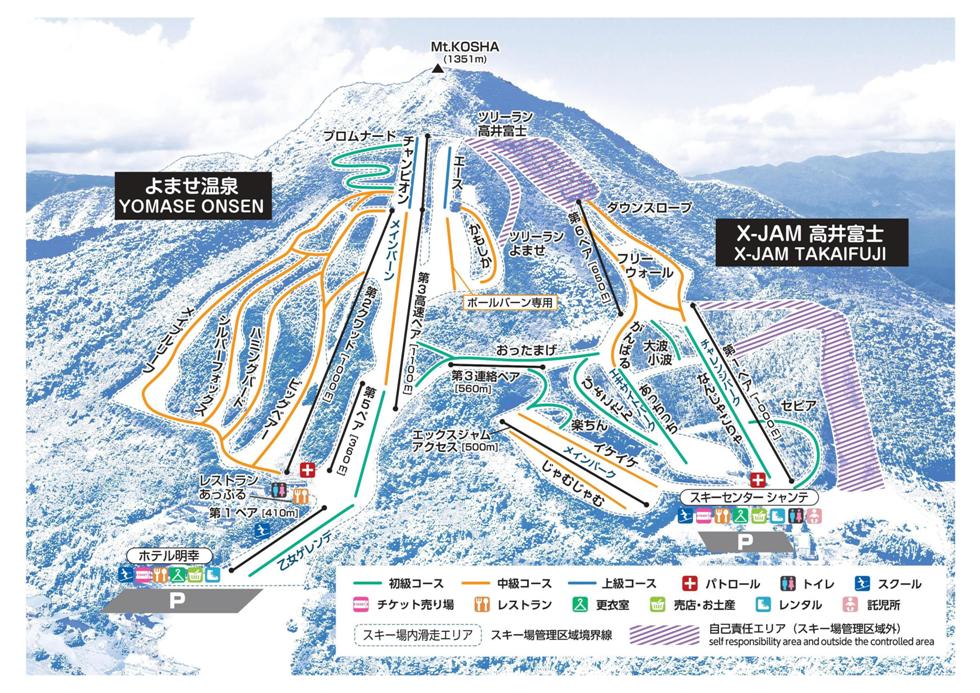 Mt.KOSHA
(1351m)
プロムナード
チャンピオン
エース
ツリーラン
高井富士
よませ温泉
YOMASE ONSEN
ダウンスロープ
X-JAM 高井富士
X-JAM TAKAIFUJI
メインバーン
かもしか
ツリーラン
よませ
第6ペア [650m]
フリー
ウォール
ポールバーン専用
第2クワッド [1000m]
第3高速ペア [1100m]
メイプルリーフ
シルバーフォックス
ハミングバード
ビッグベアー
がんばる
大波
小波
チャレンジパーク
第1ペア [1000m]
なんじゃこりゃ
おったまげ
第3連絡ペア
[560m]
第5ペア [360m]
ひょこたん
あっちっち
セピア
楽ちん
エックスジャム
アクセス [500m]
イケイケ
メインパーク
じゃむじゃむ
レストラン
あっぷる
第1ペア [410m]
スキーセンター シャンテ
P
ホテル明幸
P
乙女ゲレンデ
初級コース
中級コース
上級コース
パトロール
トイレ
スクール
チケット売り場
レストラン
更衣室
売店・お土産
レンタル
託児所
スキー場内滑走エリア
スキー場管理区域境界線
自己責任エリア（スキー場管理区域外）
self responsibility area and outside the controlled area